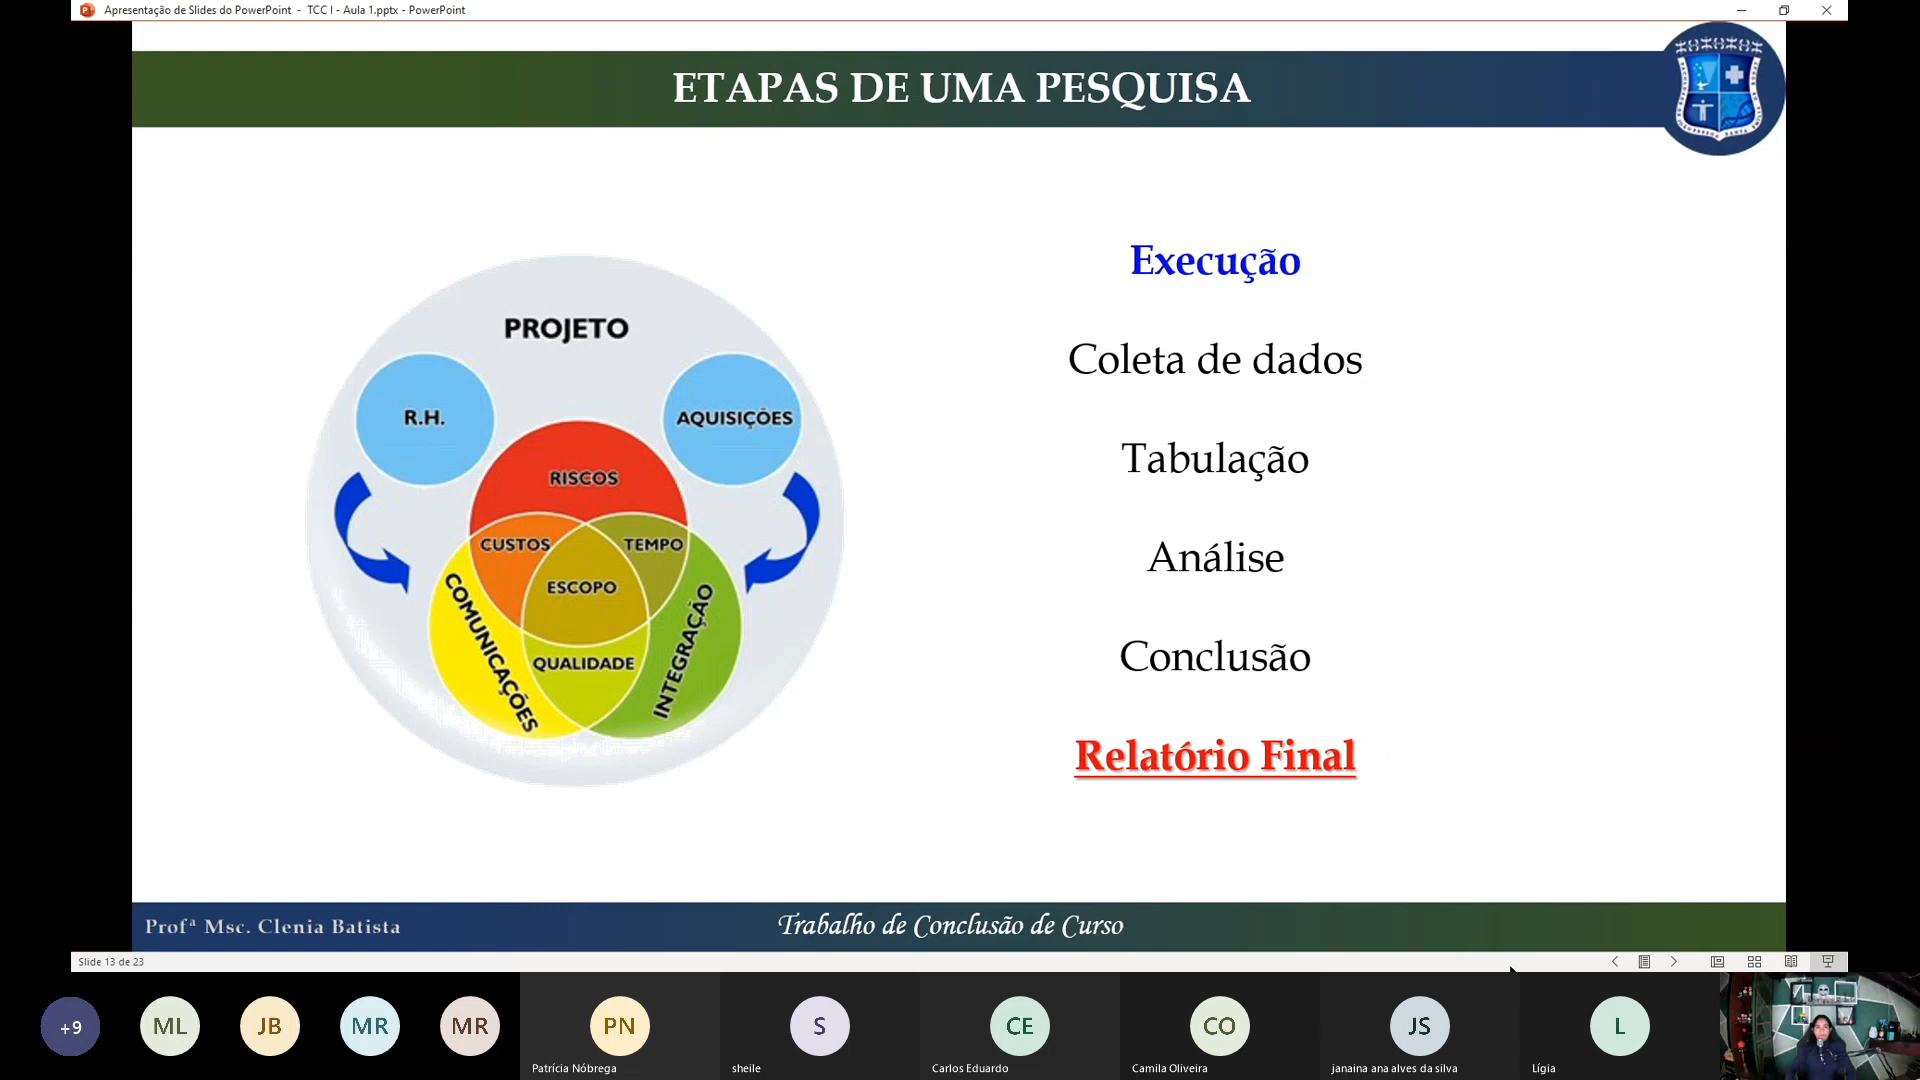 Apresentação de Slides do PowerPoint - TCC I - Aula 1.pptx - PowerPoint
ETAPAS DE UMA PESQUISA
PROJETO
R.H.
AQUISIÇÕES
RISCOS
CUSTOS
TEMPO
ESCOPO
COMUNICAÇÕES
QUALIDADE
INTEGRAÇÃO
Execução
Coleta de dados
Tabulação
Análise
Conclusão
Relatório Final
Profª Msc. Clenia Batista
Trabalho de Conclusão de Curso
Slide 13 de 23
+9
ML
JB
MR
MR
PN
Patrícia Nóbrega
S
sheile
CE
Carlos Eduardo
CO
Camila Oliveira
JS
janaina ana alves da silva
L
Lígia